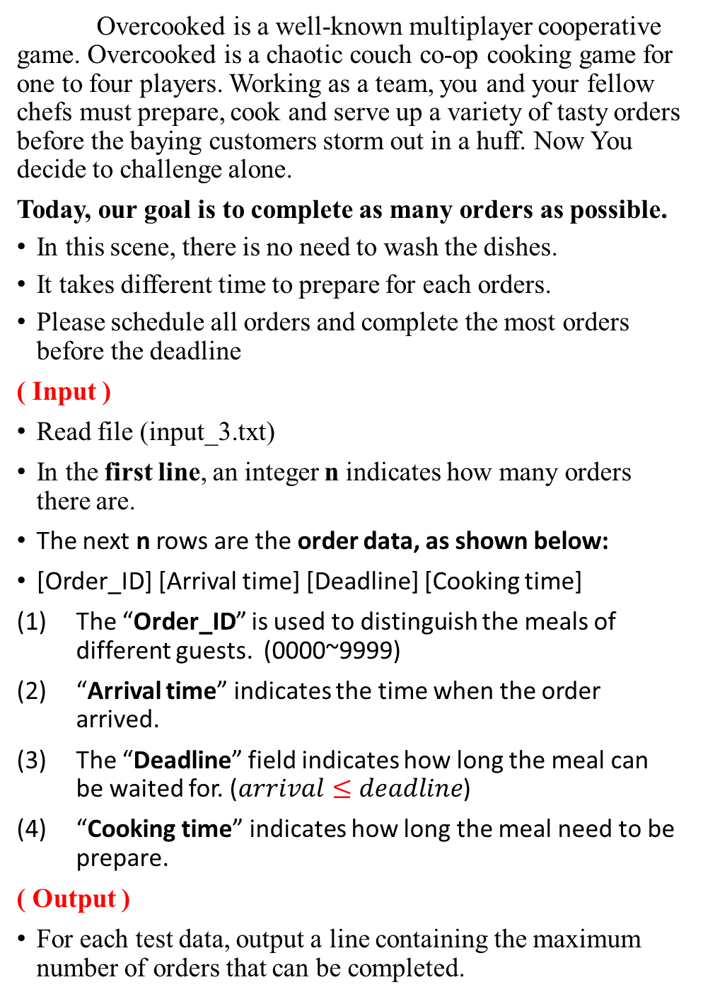 Overcooked is a well-known multiplayer cooperative
game. Overcooked is a chaotic couch co-op cooking game for
one to four players. Working as a team, you and your fellow
chefs must prepare, cook and serve up a variety of tasty orders
before the baying customers storm out in a huff. Now You
decide to challenge alone.
Today, our goal is to complete as many orders as possible.
• In this scene, there is no need to wash the dishes.
• It takes different time to prepare for each orders.
• Please schedule all orders and complete the most orders
before the deadline
( Input )
• Read file (input_3.txt)
• In the first line, an integer n indicates how many orders
there are.
• The next n rows are the order data, as shown below:
• [Order_ID] [Arrival time] [Deadline] [Cooking time]
(1) The “Order_ID” is used to distinguish the meals of
different guests. (0000~9999)
(2) “Arrival time” indicates the time when the order
arrived.
(3) The “Deadline” field indicates how long the meal can
be waited for. (arrival ≤ deadline)
(4) “Cooking time” indicates how long the meal need to be
prepare.
( Output )
• For each test data, output a line containing the maximum
number of orders that can be completed.